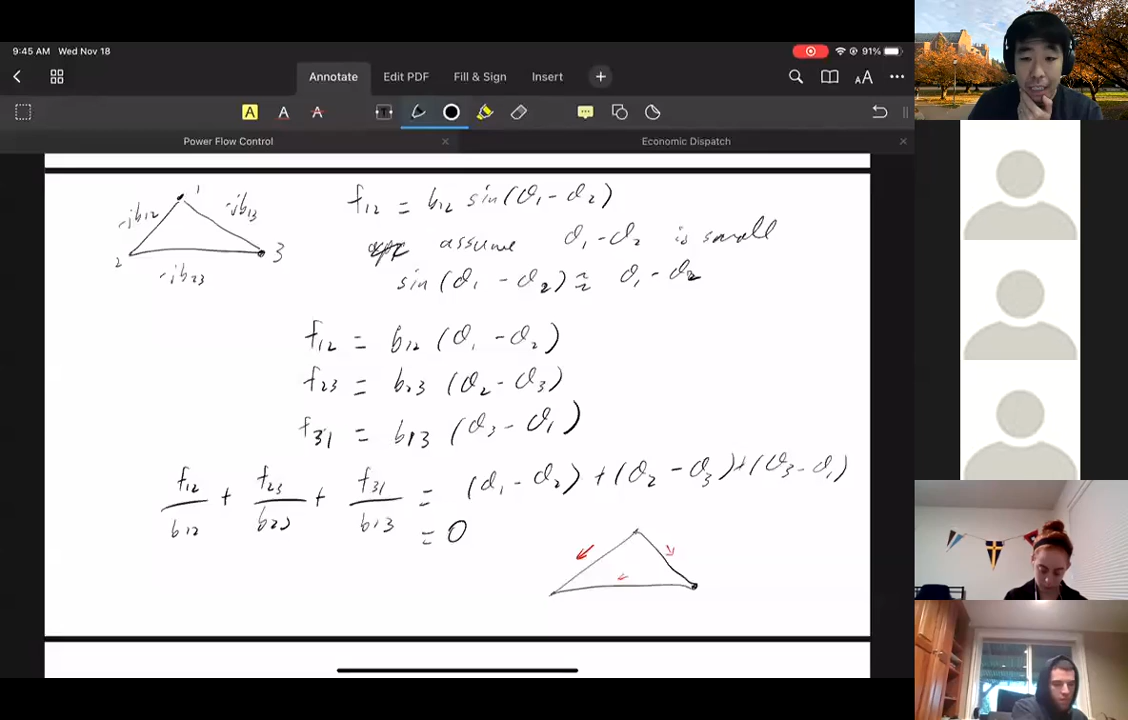 9:45 AM Wed Nov 18
91%
Annotate Edit PDF Fill & Sign Insert
Power Flow Control
Economic Dispatch
1
-jb12
-jb13
2
3
-jb23
f12 = b12 sin(θ1 - θ2)
assume θ1 - θ2 is small
sin(θ1 - θ2) ≈ θ1 - θ2
f12 = b12 (θ1 - θ2)
f23 = b23 (θ2 - θ3)
f31 = b13 (θ3 - θ1)
f12/b12 + f23/b23 + f31/b13 = (θ1 - θ2) + (θ2 - θ3) + (θ3 - θ1)
= 0